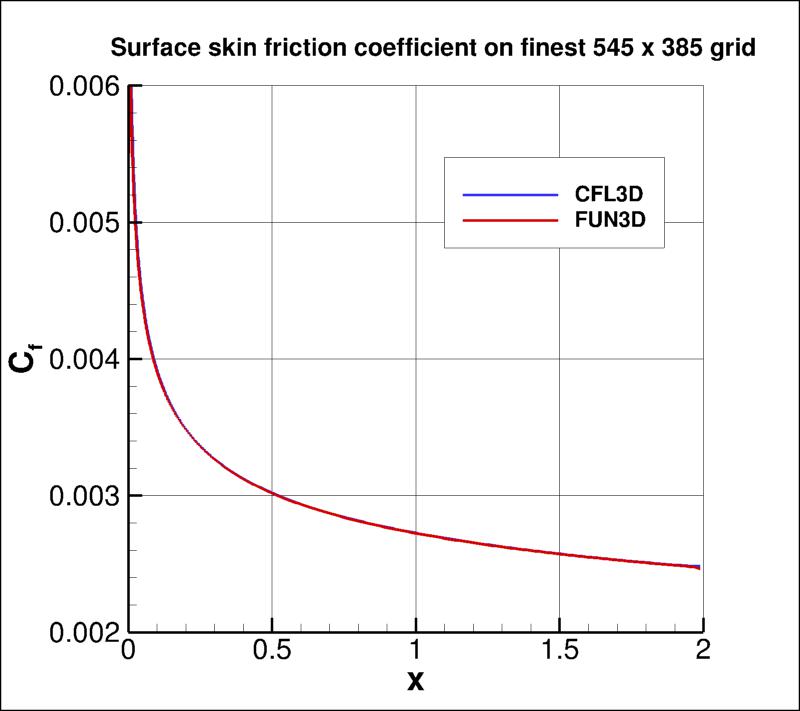 Surface skin friction coefficient on finest 545 x 385 grid
0.006
CFL3D
FUN3D
0.005
Cf
0.004
0.003
0.002
0
0.5
1
1.5
2
x